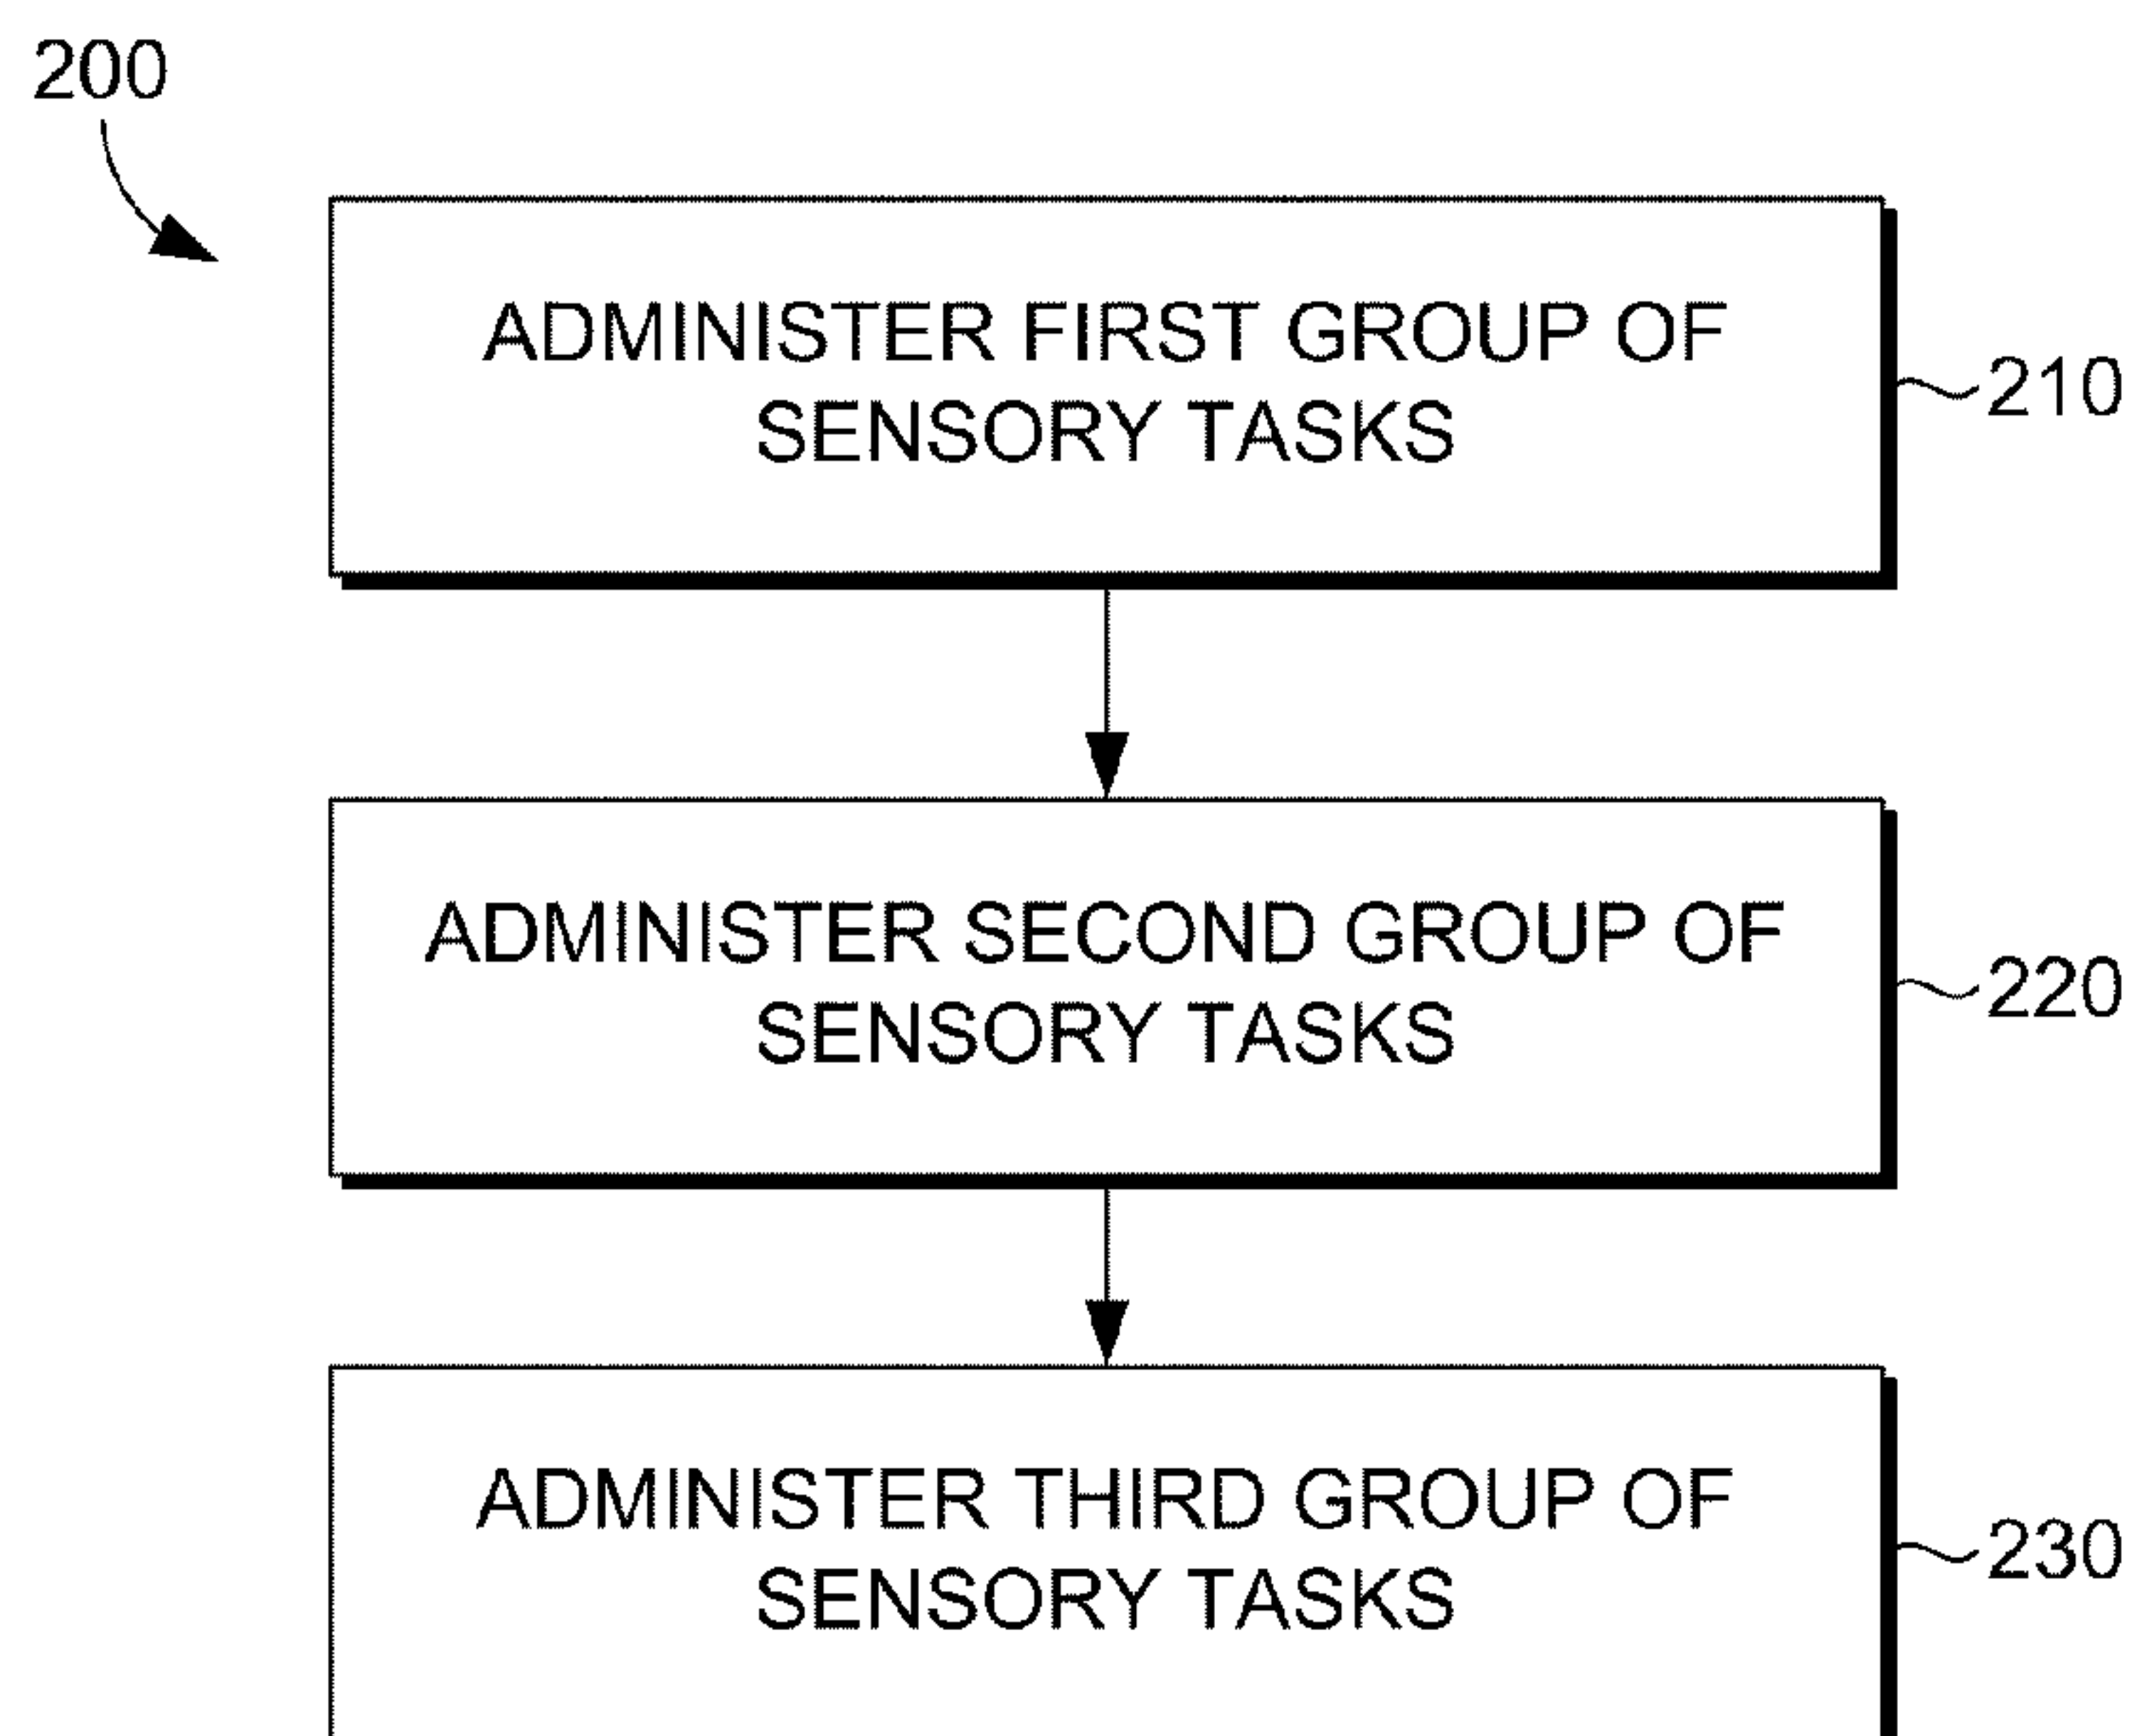 200
ADMINISTER FIRST GROUP OF
SENSORY TASKS
210
ADMINISTER SECOND GROUP OF
SENSORY TASKS
220
ADMINISTER THIRD GROUP OF
SENSORY TASKS
230